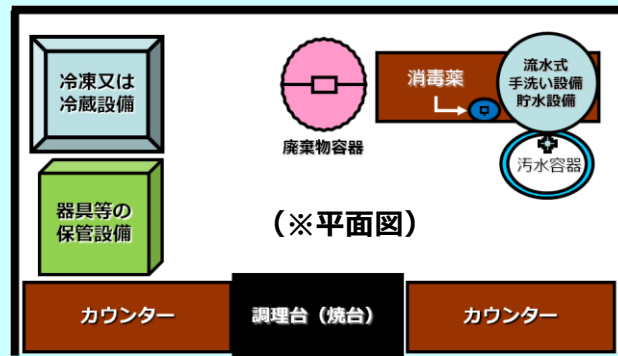 冷凍又は
冷蔵設備
廃棄物容器
消毒薬
流水式
手洗い設備
貯水設備
汚水容器
器具等の
保管設備
(※平面図)
カウンター
調理台(焼台)
カウンター